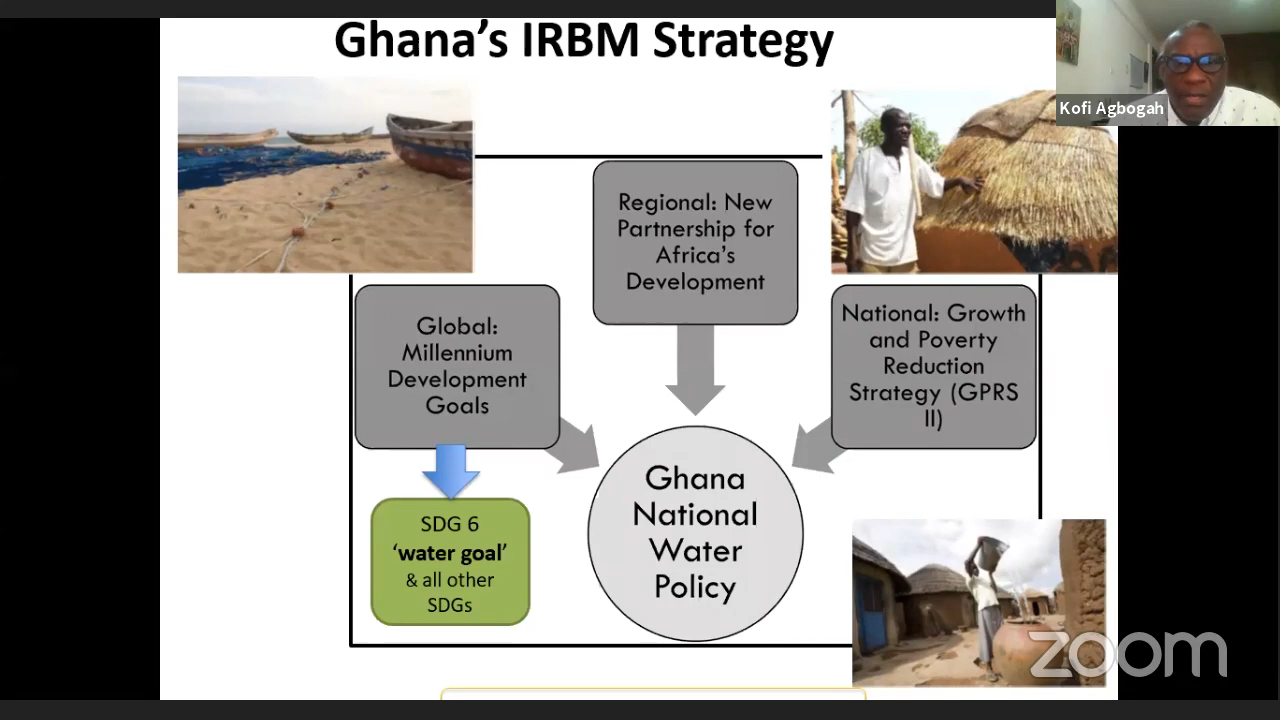 Ghana's IRBM Strategy
Kofi Agbogah
Regional: New
Partnership for
Africa's
Development
Global:
Millennium
Development
Goals
National: Growth
and Poverty
Reduction
Strategy (GPRS
II)
Ghana
National
Water
Policy
SDG 6
'water goal'
& all other
SDGs
zoom